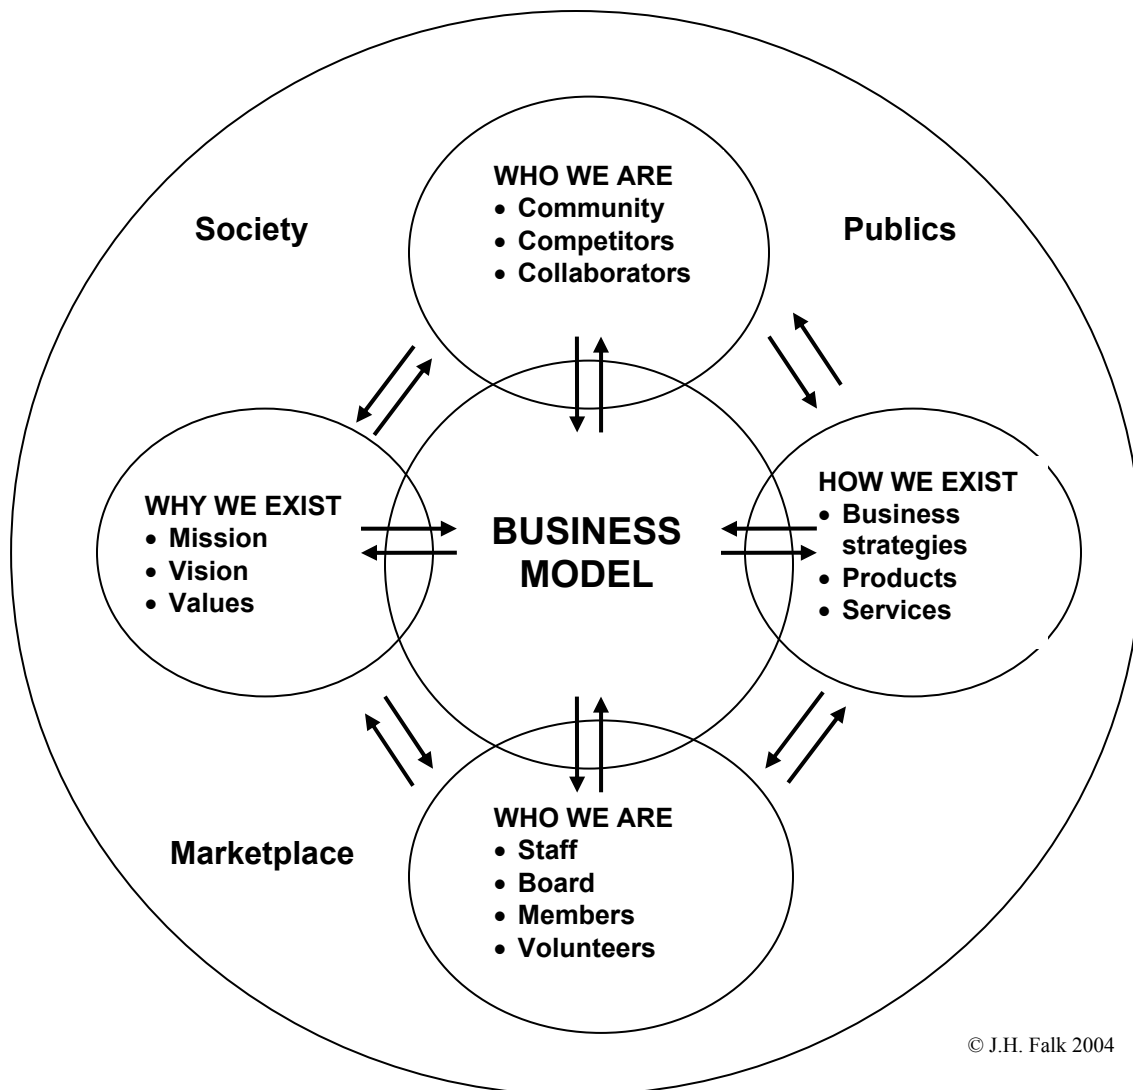 WHO WE ARE
• Community
• Competitors
• Collaborators
Society
Publics
WHY WE EXIST
• Mission
• Vision
• Values
BUSINESS
MODEL
HOW WE EXIST
• Business
strategies
• Products
• Services
Marketplace
WHO WE ARE
• Staff
• Board
• Members
• Volunteers
© J.H. Falk 2004